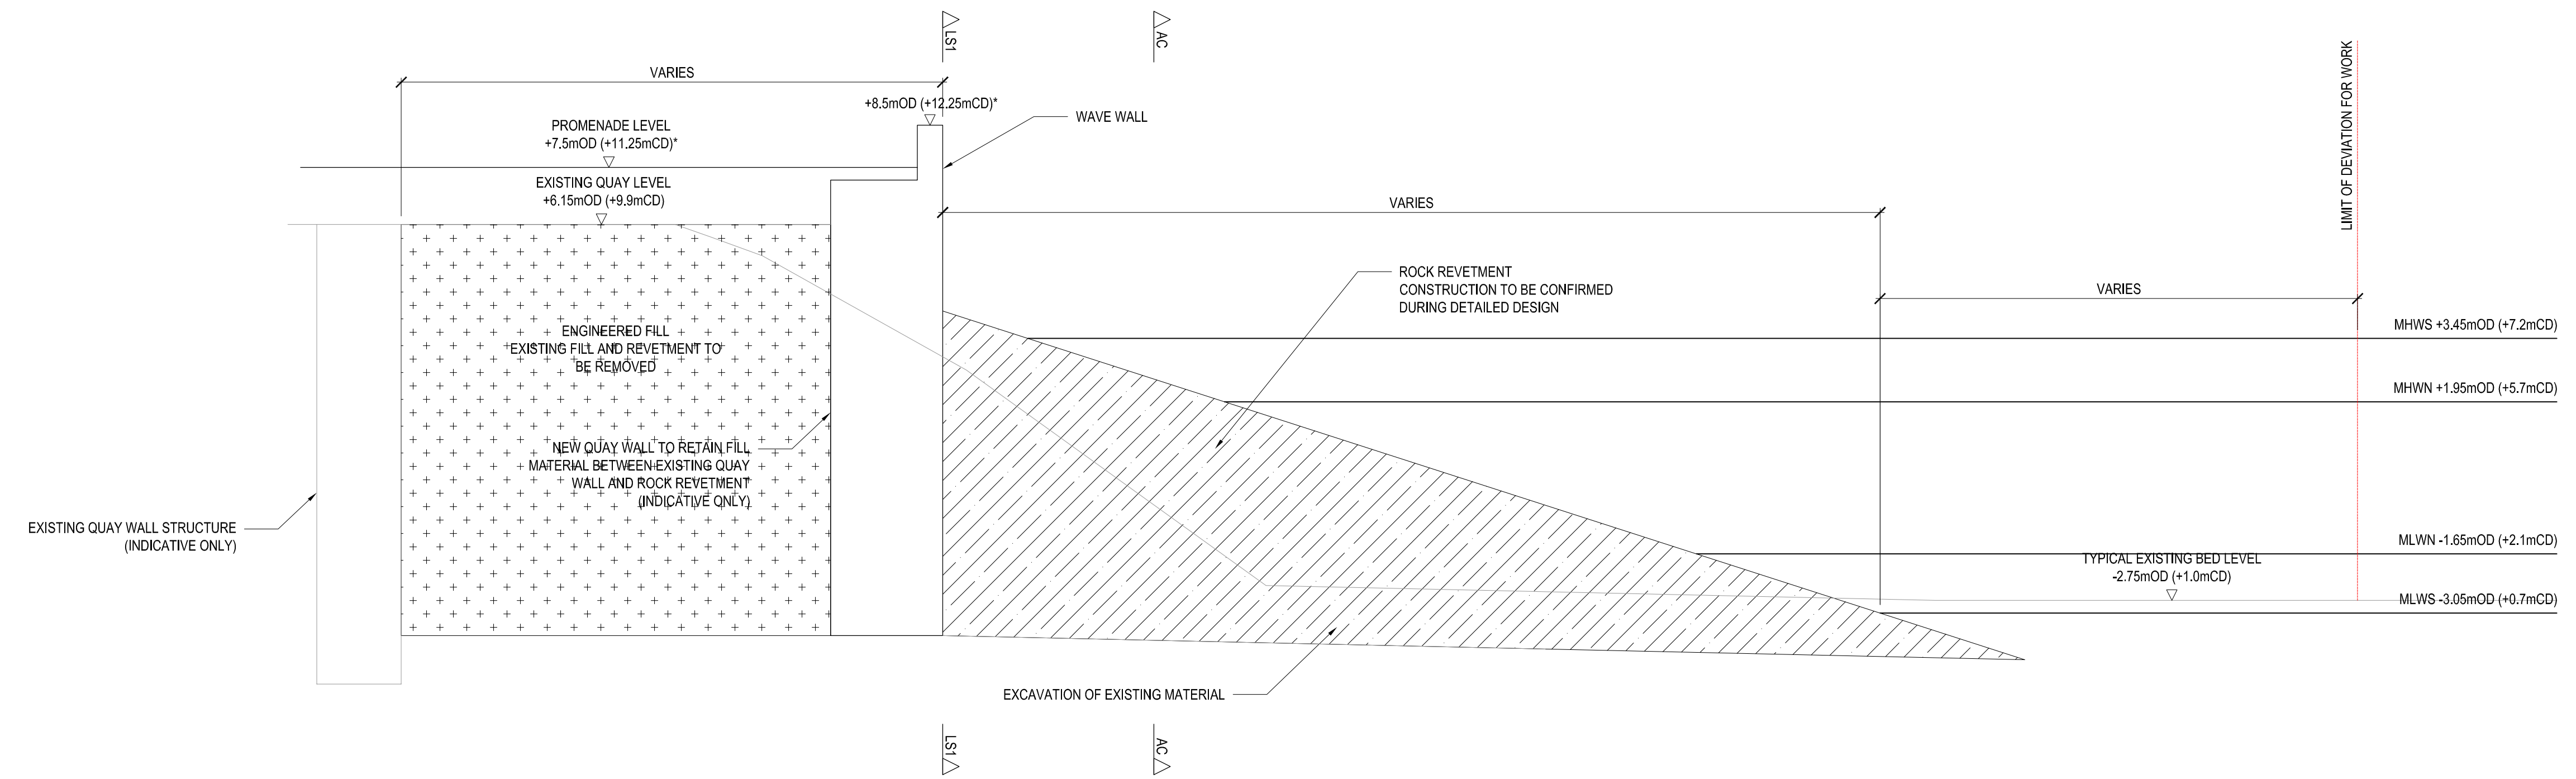 LS1
AC
VARIES
+8.5mOD (+12.25mCD)*
WAVE WALL
PROMENADE LEVEL
+7.5mOD (+11.25mCD)*
EXISTING QUAY LEVEL
+6.15mOD (+9.9mCD)
VARIES
LIMIT OF DEVIATION FOR WORK
ROCK REVETMENT
CONSTRUCTION TO BE CONFIRMED
DURING DETAILED DESIGN
VARIES
MHWS +3.45mOD (+7.2mCD)
ENGINEERED FILL
EXISTING FILL AND REVETMENT TO
BE REMOVED
MHWN +1.95mOD (+5.7mCD)
NEW QUAY WALL TO RETAIN FILL
MATERIAL BETWEEN EXISTING QUAY
WALL AND ROCK REVETMENT
(INDICATIVE ONLY)
EXISTING QUAY WALL STRUCTURE
(INDICATIVE ONLY)
MLWN -1.65mOD (+2.1mCD)
TYPICAL EXISTING BED LEVEL
-2.75mOD (+1.0mCD)
MLWS -3.05mOD (+0.7mCD)
EXCAVATION OF EXISTING MATERIAL
LS1
AC